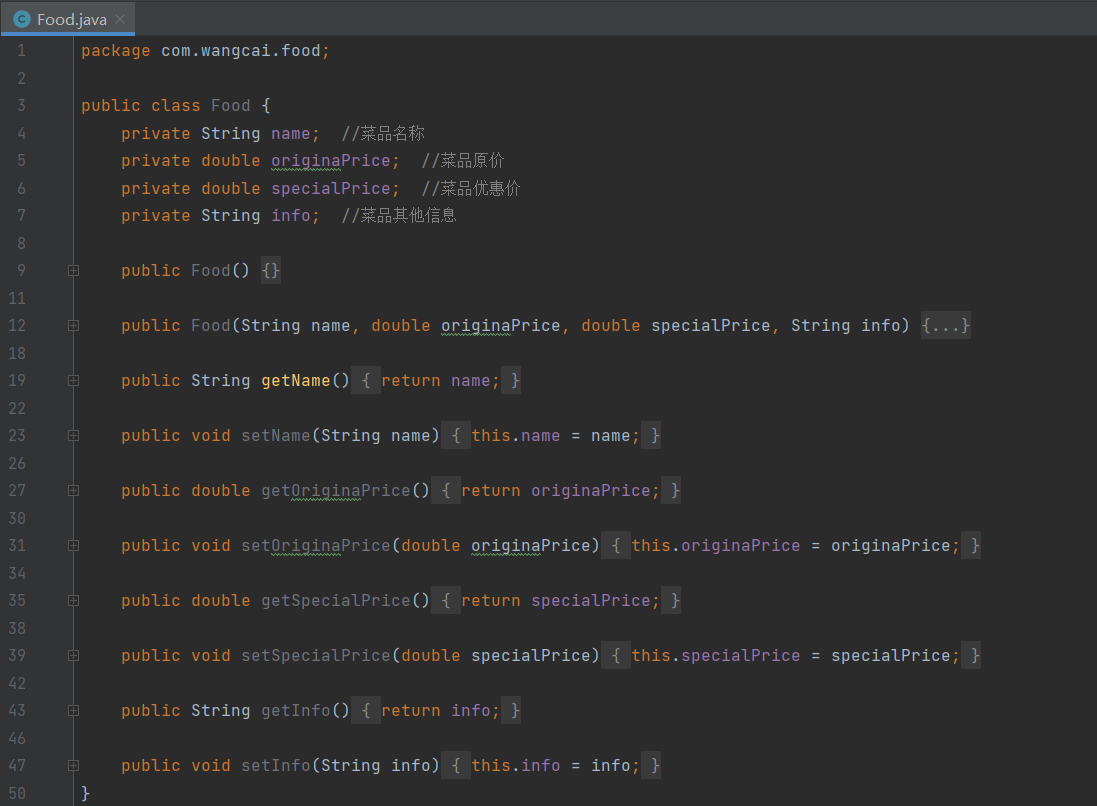 Food.java
1 package com.wangcai.food;
2
3 public class Food {
4 private String name; //菜品名称
5 private double originaPrice; //菜品原价
6 private double specialPrice; //菜品优惠价
7 private String info; //菜品其他信息
8
9 public Food() {}
11
12 public Food(String name, double originaPrice, double specialPrice, String info) {...}
18
19 public String getName() { return name; }
22
23 public void setName(String name) { this.name = name; }
26
27 public double getOriginaPrice() { return originaPrice; }
30
31 public void setOriginaPrice(double originaPrice) { this.originaPrice = originaPrice; }
34
35 public double getSpecialPrice() { return specialPrice; }
38
39 public void setSpecialPrice(double specialPrice) { this.specialPrice = specialPrice; }
42
43 public String getInfo() { return info; }
46
47 public void setInfo(String info) { this.info = info; }
50 }